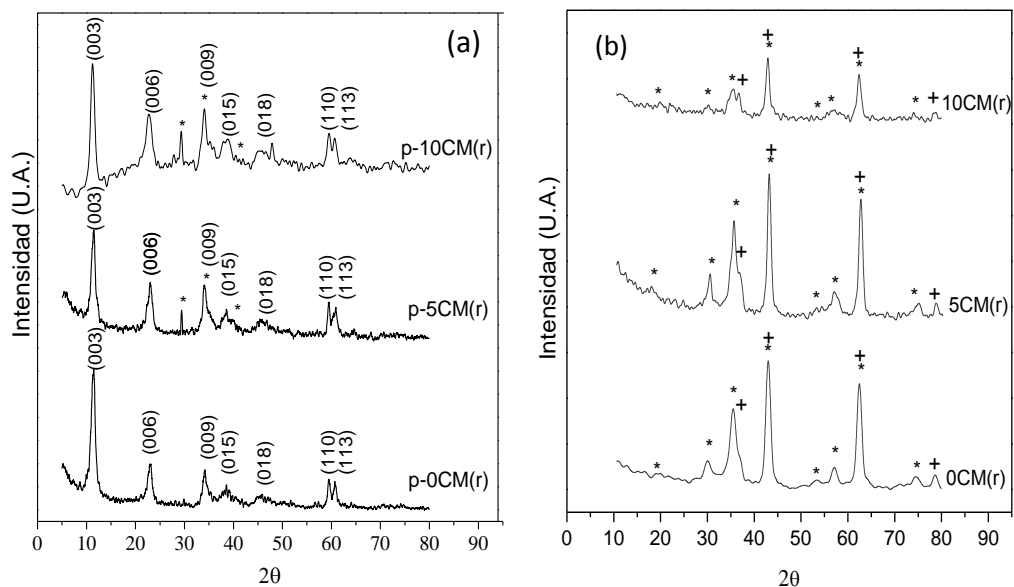 (a)
Intensidad (U.A.)
(003)
(006)
*
* (009)
(015)
*
(018)
(110)
(113)
p-10CM(r)
(003)
(006)
*
* (009)
(015)
*
(018)
(110)
(113)
p-5CM(r)
(003)
(006)
(009)
(015)
(018)
(110)
(113)
p-0CM(r)
0 10 20 30 40 50 60 70 80 90
2θ
(b)
Intensidad (U.A.)
* * * + + * * * + * * +
10CM(r)
* * * + + * * * + * * +
5CM(r)
* * * + + * * * + * * +
0CM(r)
0 10 20 30 40 50 60 70 80 90
2θ